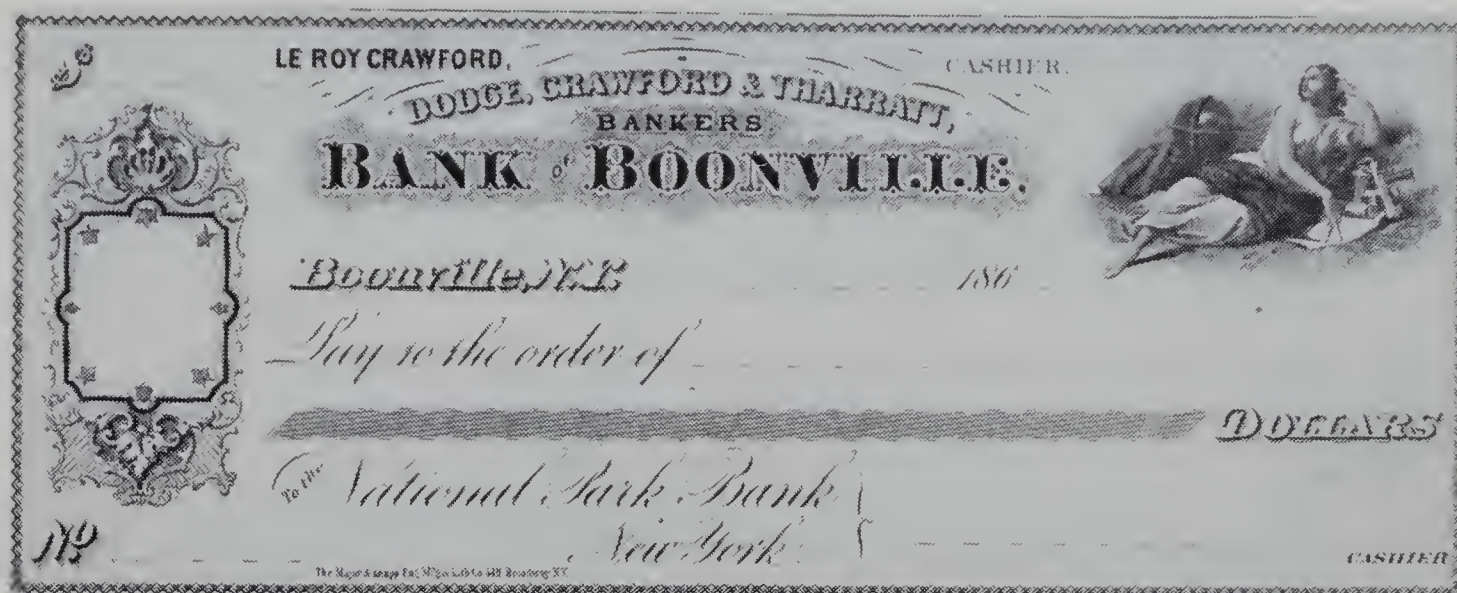 LE ROY CRAWFORD, CASHIER.
DODGE, CRAWFORD & THARRATT,
BANKERS
BANK OF BOONVILLE.
Boonville, N.Y. 186
Pay to the order of
DOLLARS
To the National Park Bank
New York
No
CASHIER